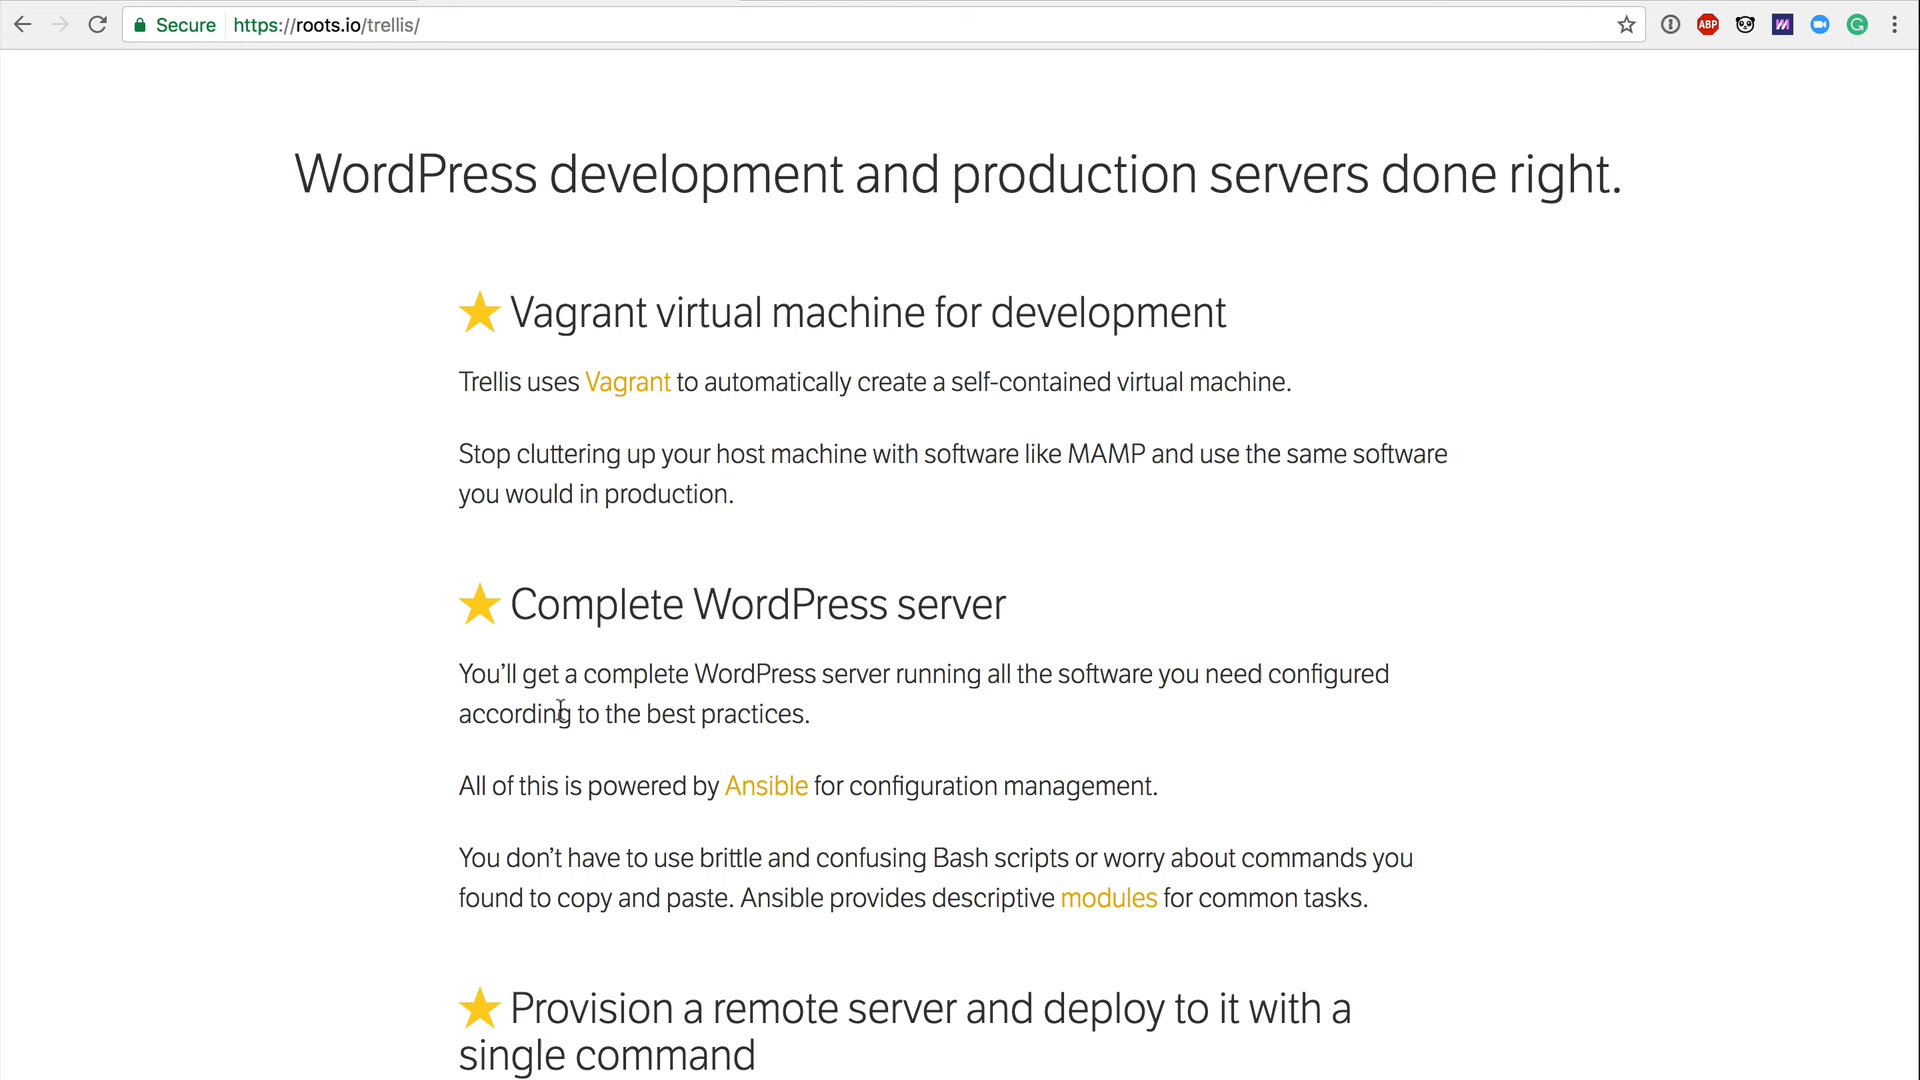 Secure https://roots.io/trellis/
ABP
WordPress development and production servers done right.
Vagrant virtual machine for development
Trellis uses Vagrant to automatically create a self-contained virtual machine.
Stop cluttering up your host machine with software like MAMP and use the same software
you would in production.
Complete WordPress server
You’ll get a complete WordPress server running all the software you need configured
according to the best practices.
All of this is powered by Ansible for configuration management.
You don’t have to use brittle and confusing Bash scripts or worry about commands you
found to copy and paste. Ansible provides descriptive modules for common tasks.
Provision a remote server and deploy to it with a
single command